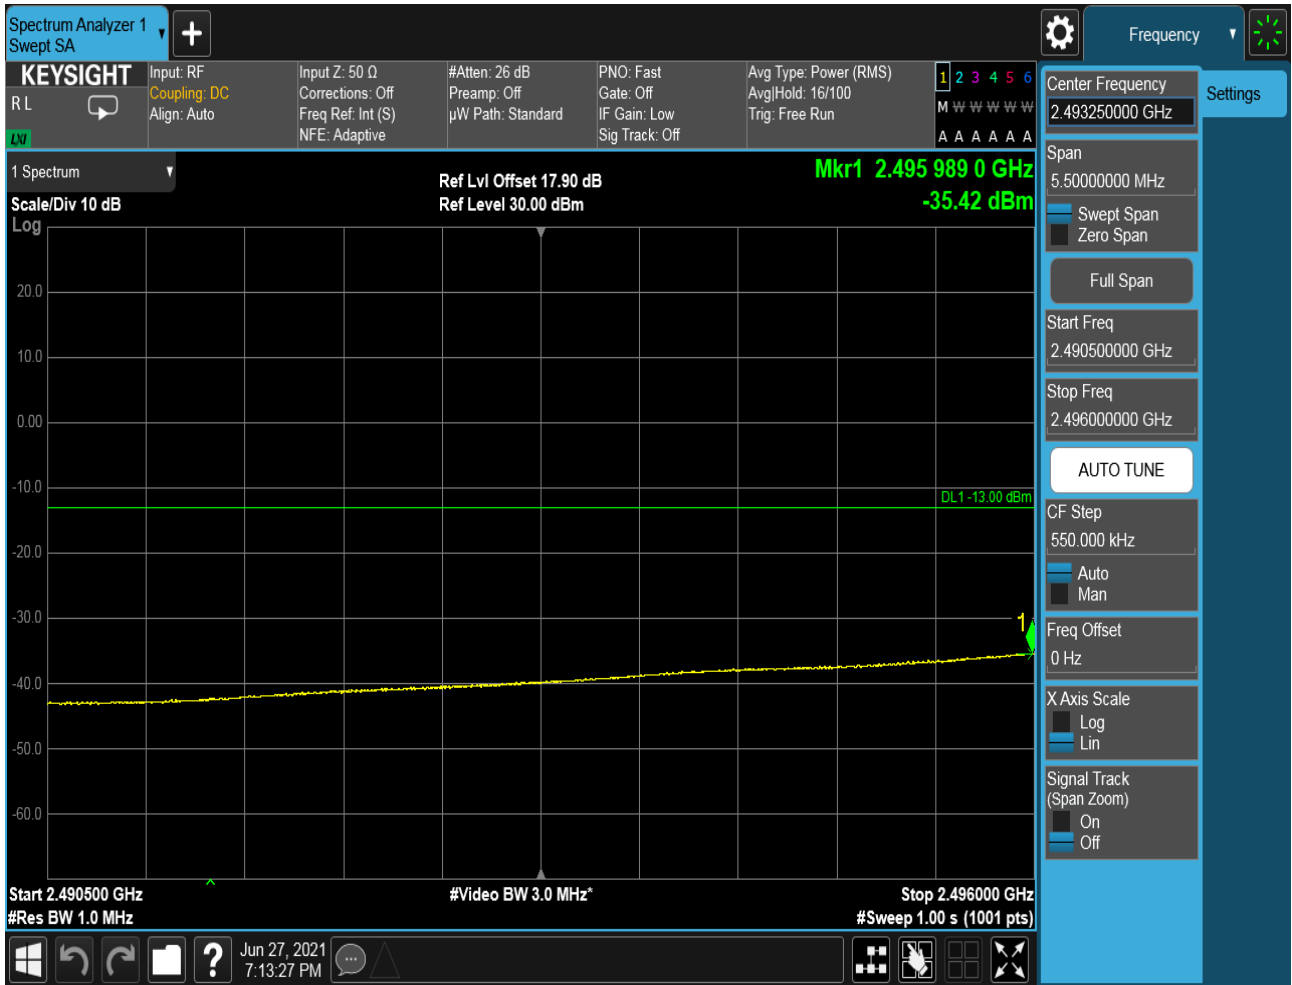 Spectrum Analyzer 1
Swept SA
Frequency
KEYSIGHT
R L
LXI
Input: RF
Coupling: DC
Align: Auto
Input Z: 50 Ω
Corrections: Off
Freq Ref: Int (S)
NFE: Adaptive
#Atten: 26 dB
Preamp: Off
µW Path: Standard
PNO: Fast
Gate: Off
IF Gain: Low
Sig Track: Off
Avg Type: Power (RMS)
Avg|Hold: 16/100
Trig: Free Run
1 2 3 4 5 6
M W W W W W
A A A A A A
1 Spectrum
Scale/Div 10 dB
Log
Ref Lvl Offset 17.90 dB
Ref Level 30.00 dBm
Mkr1 2.495 989 0 GHz
-35.42 dBm
20.0
10.0
0.00
-10.0
DL1 -13.00 dBm
-20.0
-30.0
1
-40.0
-50.0
-60.0
Start 2.490500 GHz
#Video BW 3.0 MHz*
Stop 2.496000 GHz
#Res BW 1.0 MHz
#Sweep 1.00 s (1001 pts)
Jun 27, 2021
7:13:27 PM
Center Frequency
2.493250000 GHz
Settings
Span
5.50000000 MHz
Swept Span
Zero Span
Full Span
Start Freq
2.490500000 GHz
Stop Freq
2.496000000 GHz
AUTO TUNE
CF Step
550.000 kHz
Auto
Man
Freq Offset
0 Hz
X Axis Scale
Log
Lin
Signal Track
(Span Zoom)
On
Off